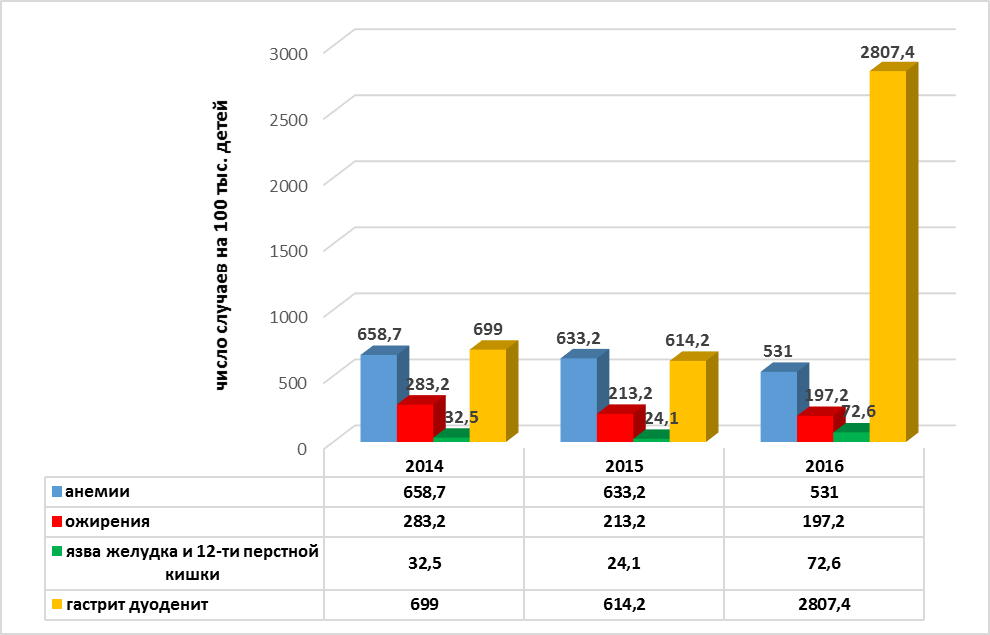 число случаев на 100 тыс. детей
3000
2500
2000
1500
1000
500
0
658,7
283,2
32,5
699
633,2
213,2
24,1
614,2
531
197,2
72,6
2807,4
2014 2015 2016
анемии 658,7 633,2 531
ожирения 283,2 213,2 197,2
язва желудка и 12-ти перстной
кишки 32,5 24,1 72,6
гастрит дуоденит 699 614,2 2807,4